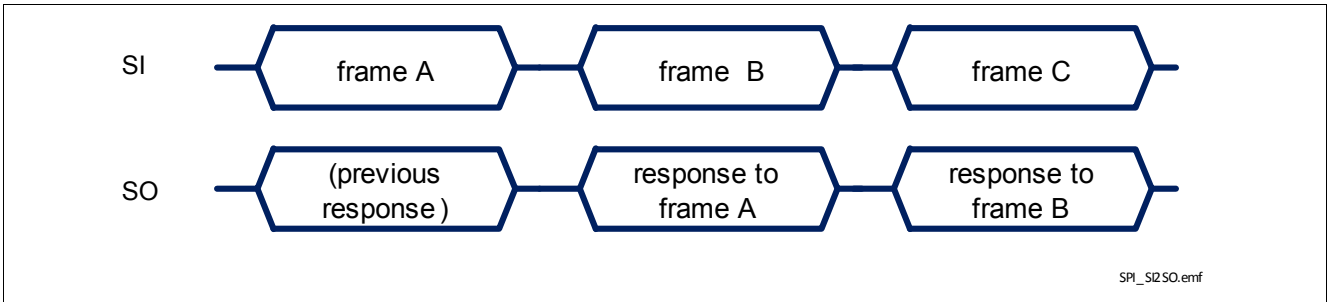 SI
frame A
frame B
frame C
SO
(previous
response)
response to
frame A
response to
frame B
SPI_SI2SO.emf